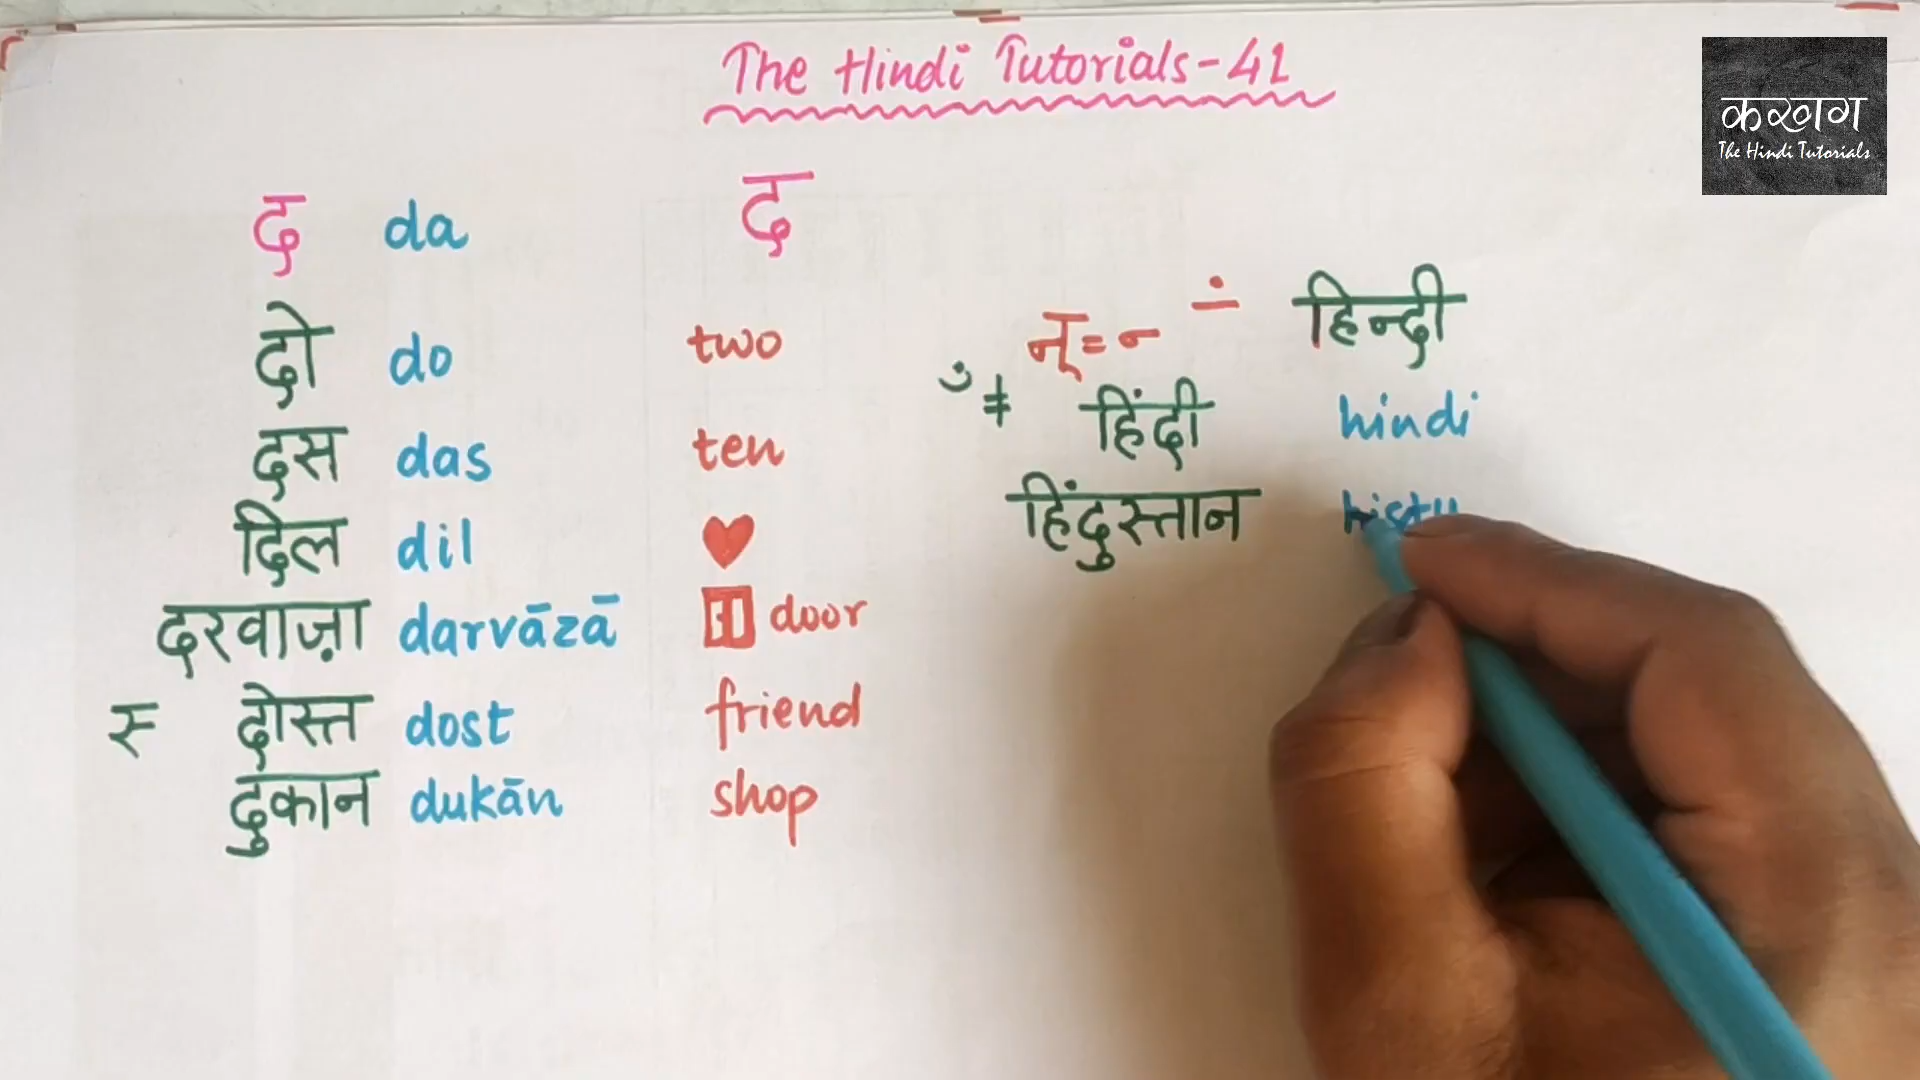 The Hindi Tutorials-41
कखगग
The Hindi Tutorials
द da द
दो do two
दस das ten
दिल dil
दरवाज़ा darvāzā door
स् दोस्त dost friend
दुकान dukān shop
न् = न् ं हिन्दी
ँ ≠ हिंदी hindi
हिंदुस्तान